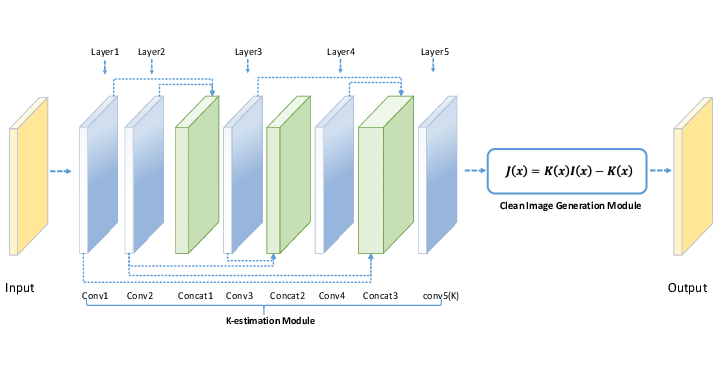 Layer1 Layer2 Layer3 Layer4 Layer5
J(x) = K(x)I(x) − K(x)
Clean Image Generation Module
Input Output
Conv1 Conv2 Concat1 Conv3 Concat2 Conv4 Concat3 conv5(K)
K-estimation Module